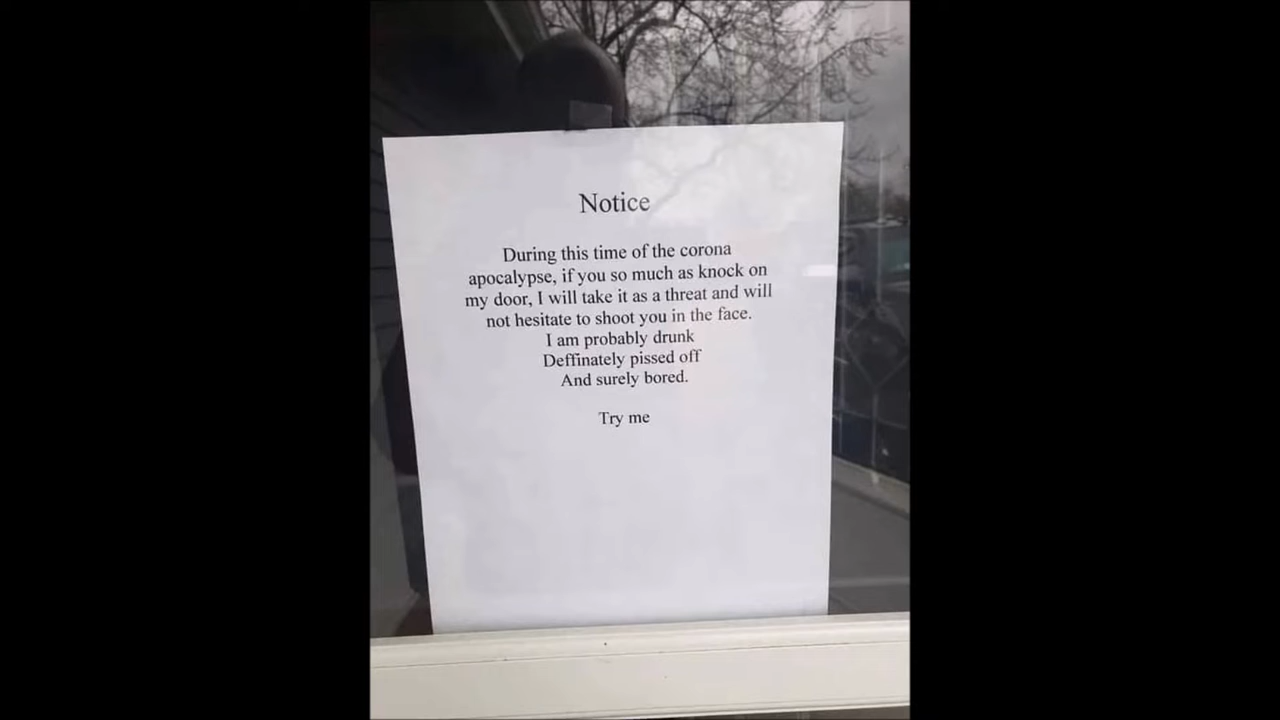 Notice
During this time of the corona
apocalypse, if you so much as knock on
my door, I will take it as a threat and will
not hesitate to shoot you in the face.
I am probably drunk
Deffinately pissed off
And surely bored.
Try me